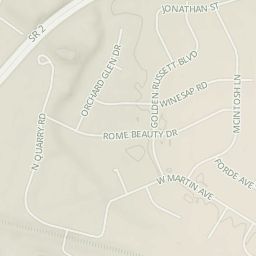 JONATHAN ST
SR 2
ORCHARD GLEN DR
GOLDEN RUSSETT BLVD
WINESAP RD
MCINTOSH LN
N QUARRY RD
ROME BEAUTY DR
FORDE AVE
W MARTIN AVE